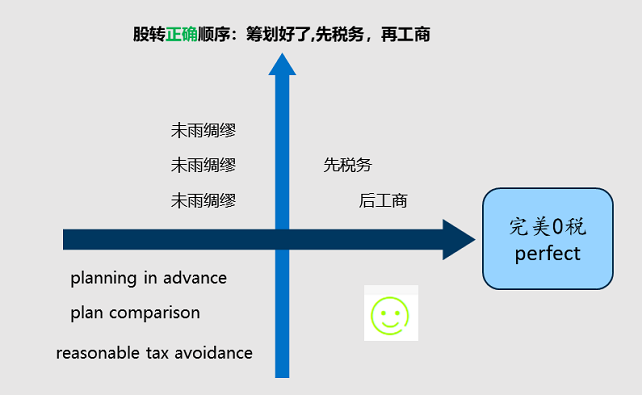 股转正确顺序：筹划好了,先税务，再工商
未雨绸缪
未雨绸缪
先税务
未雨绸缪
后工商
完美0税
perfect
planning in advance
plan comparison
reasonable tax avoidance